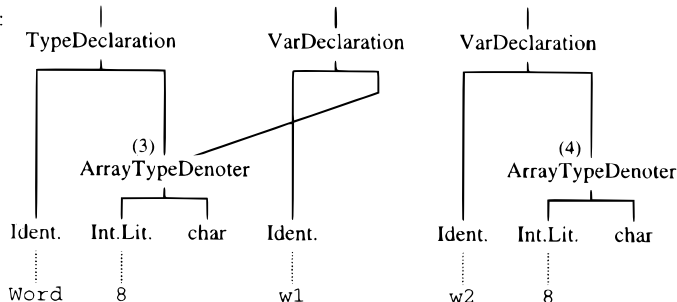 :
TypeDeclaration VarDeclaration VarDeclaration
(3) (4)
ArrayTypeDenoter ArrayTypeDenoter
Ident. Int.Lit. char Ident. Ident. Int.Lit. char
Word 8 w1 w2 8